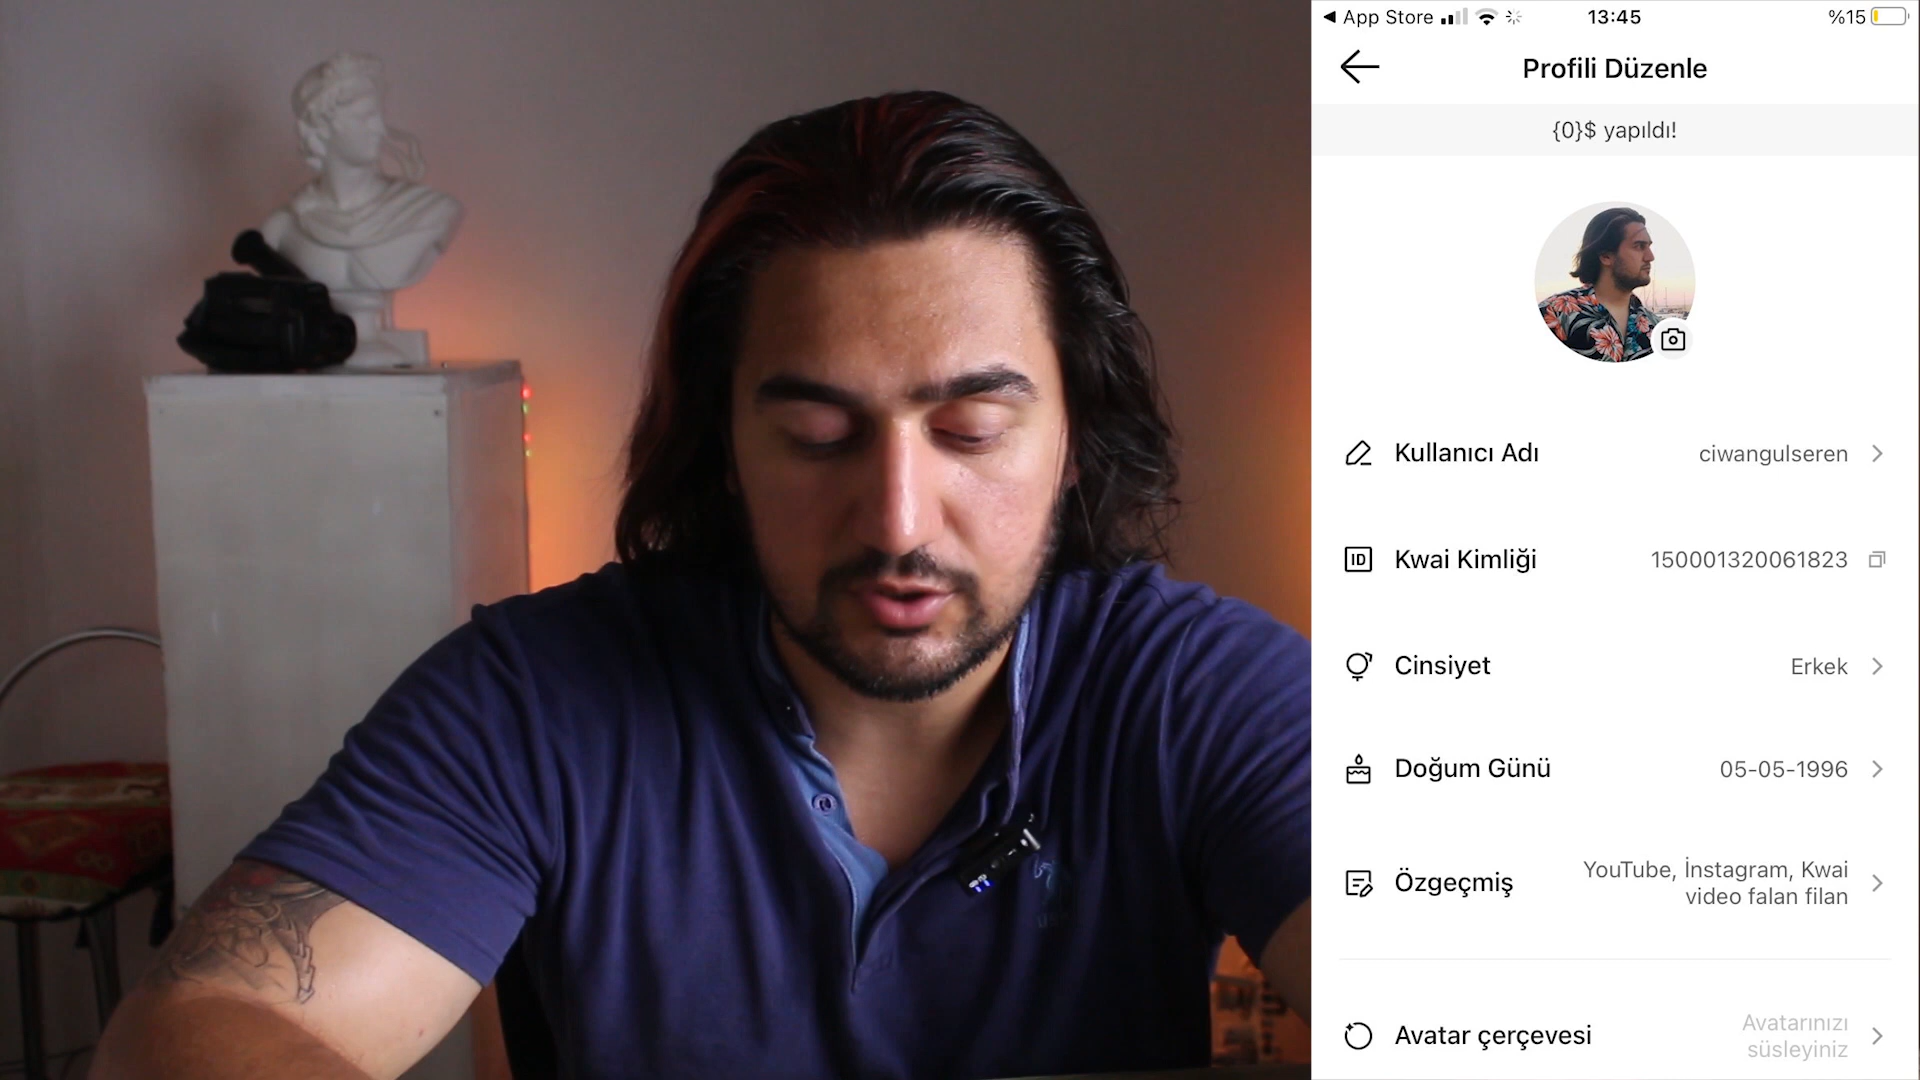 ◀ App Store
13:45
%15
Profili Düzenle
{0}$ yapıldı!
Kullanıcı Adı
ciwangulseren
ID
Kwai Kimliği
150001320061823
Cinsiyet
Erkek
Doğum Günü
05-05-1996
Özgeçmiş
YouTube, İnstagram, Kwai
video falan filan
Avatar çerçevesi
Avatarınızı
süsleyiniz